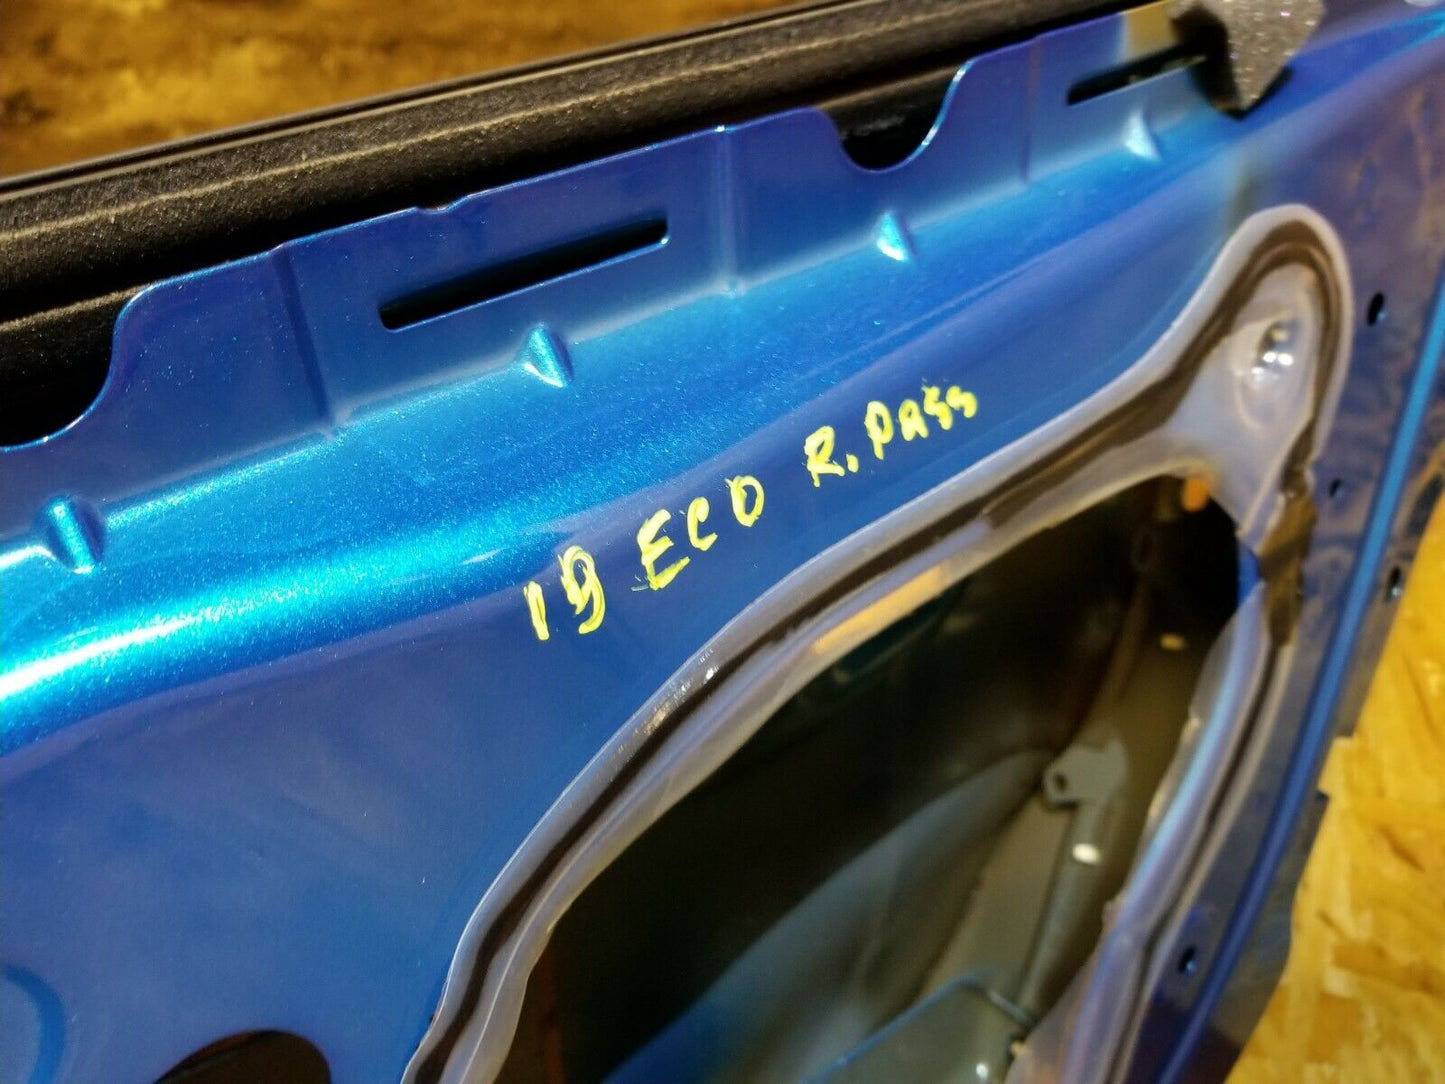 19 ECO R. Pass